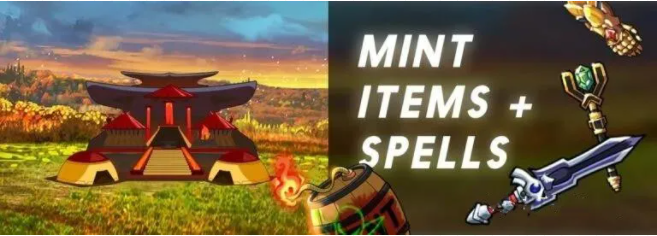 MINT
ITEMS +
SPELLS